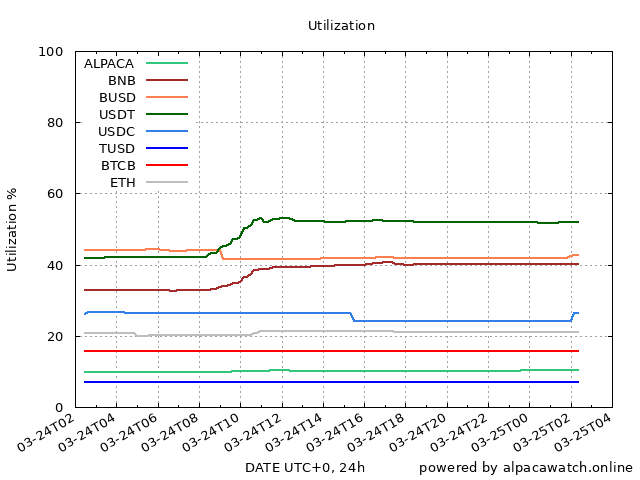 Utilization
Utilization %
100
80
60
40
20
0
ALPACA
BNB
BUSD
USDT
USDC
TUSD
BTCB
ETH
03-24T02
03-24T04
03-24T06
03-24T08
03-24T10
03-24T12
03-24T14
03-24T16
03-24T18
03-24T20
03-24T22
03-25T00
03-25T02
03-25T04
DATE UTC+0, 24h
powered by alpacawatch.online